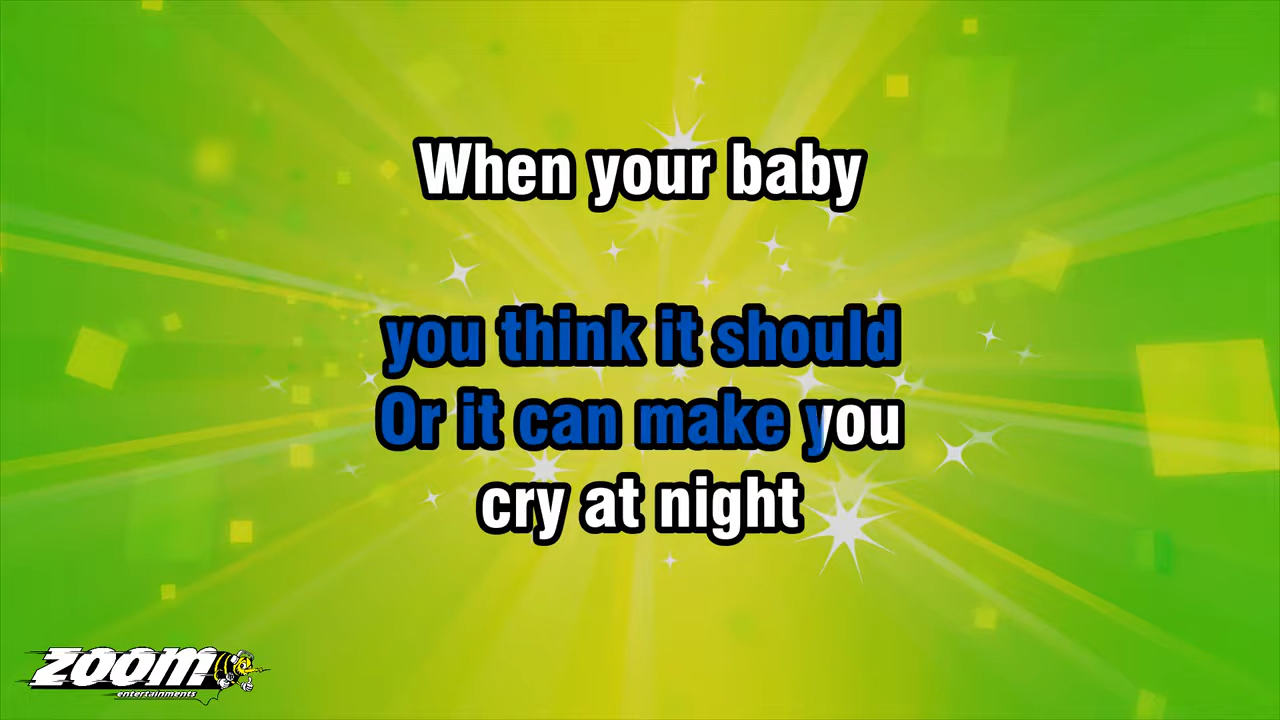 When your baby
you think it should
Or it can make you
cry at night
zoom
entertainments